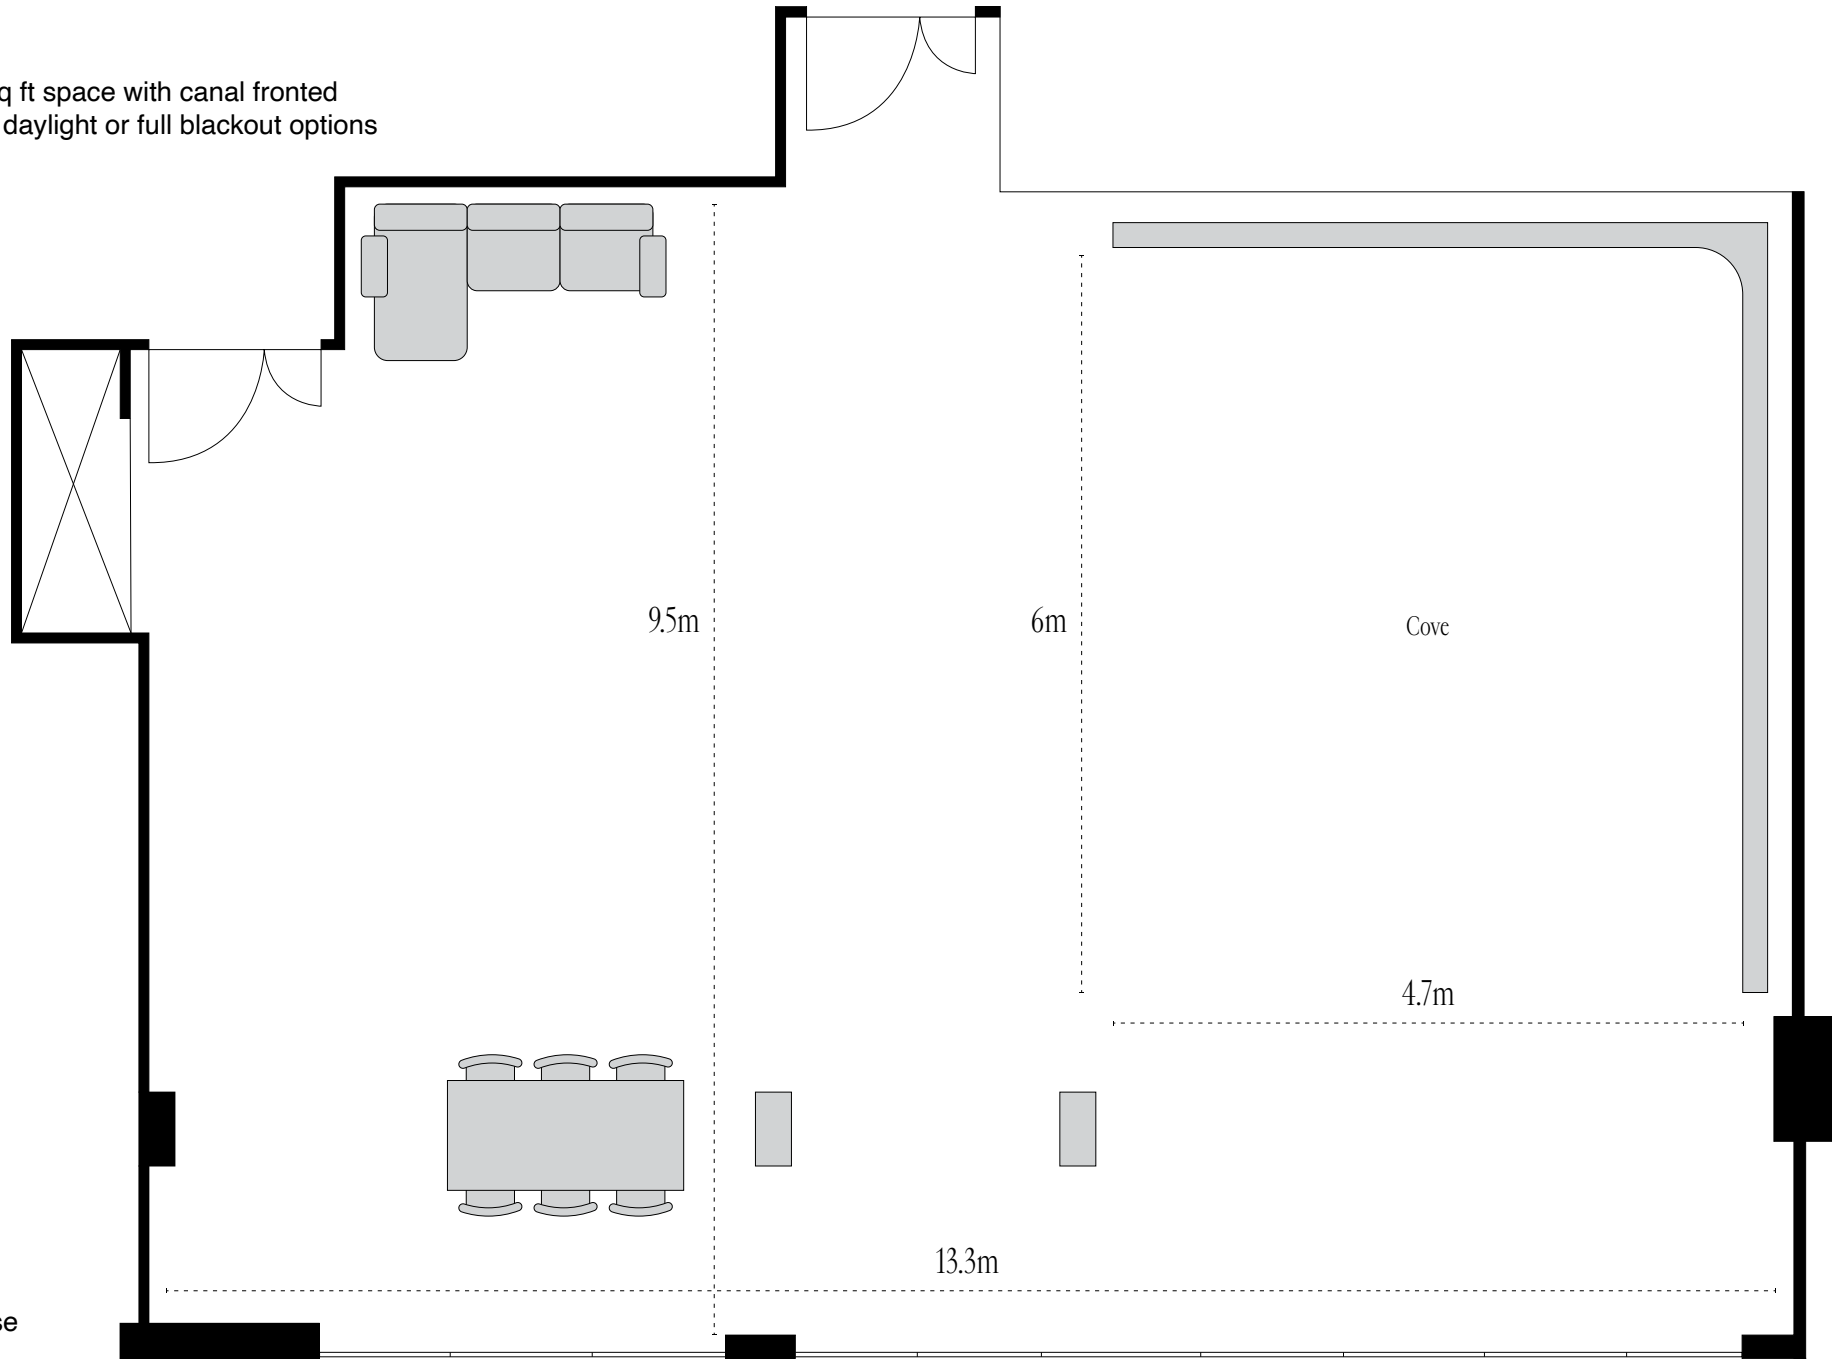 q ft space with canal fronted
daylight or full blackout options
9.5m
6m
Cove
4.7m
13.3m
se